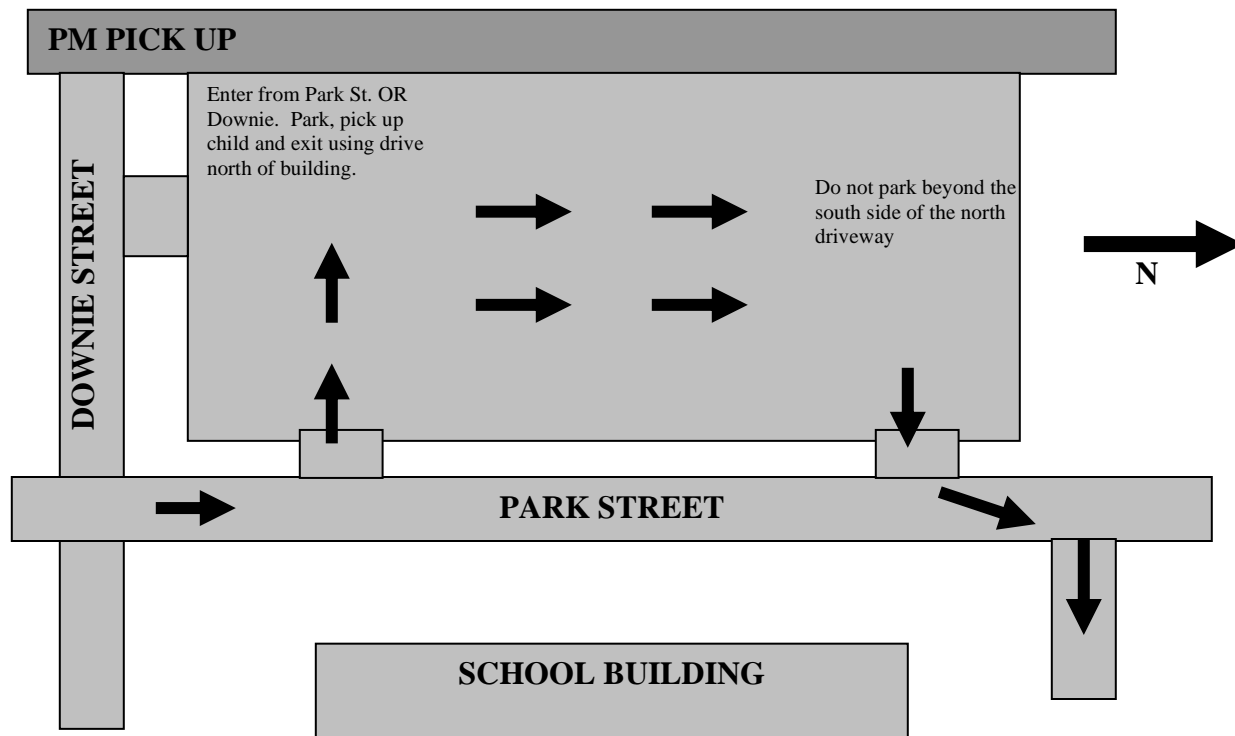 PM PICK UP
Enter from Park St. OR
Downie.  Park, pick up
child and exit using drive
north of building.
Do not park beyond the
south side of the north
driveway
N
DOWNIE STREET
PARK STREET
SCHOOL BUILDING